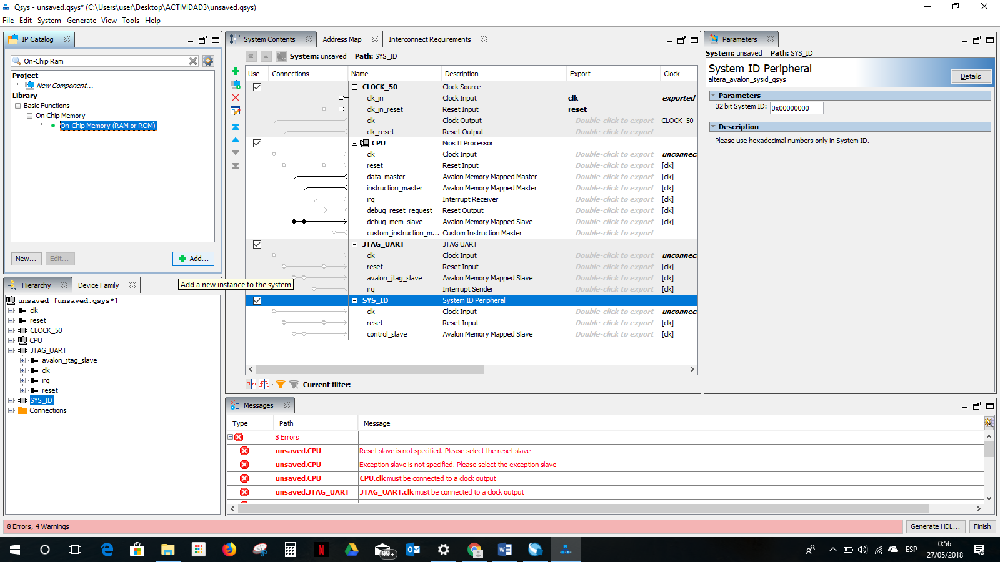 Qsys - unsaved.qsys* (C:\Users\user\Desktop\ACTIVIDAD3\unsaved.qsys)
File Edit System Generate View Tools Help
IP Catalog
On-Chip Ram
Project
New Component...
Library
Basic Functions
On Chip Memory
On-Chip Memory (RAM or ROM)
New... Edit... Add...
Add a new instance to the system
Hierarchy Device Family
unsaved [unsaved.qsys*]
clk
reset
CLOCK_50
CPU
JTAG_UART
avalon_jtag_slave
clk
irq
reset
SYS_ID
Connections
System Contents Address Map Interconnect Requirements
System: unsaved Path: SYS_ID
Use Connections Name Description Export Clock
CLOCK_50 Clock Source
clk_in Clock Input clk exported
clk_in_reset Reset Input reset
clk Clock Output Double-click to export CLOCK_50
clk_reset Reset Output Double-click to export
CPU Nios II Processor
clk Clock Input Double-click to export unconnect
reset Reset Input Double-click to export [clk]
data_master Avalon Memory Mapped Master Double-click to export [clk]
instruction_master Avalon Memory Mapped Master Double-click to export [clk]
irq Interrupt Receiver Double-click to export [clk]
debug_reset_request Reset Output Double-click to export [clk]
debug_mem_slave Avalon Memory Mapped Slave Double-click to export [clk]
custom_instruction_m... Custom Instruction Master Double-click to export
JTAG_UART JTAG UART
clk Clock Input Double-click to export unconnect
reset Reset Input Double-click to export [clk]
avalon_jtag_slave Avalon Memory Mapped Slave Double-click to export [clk]
irq Interrupt Sender Double-click to export [clk]
SYS_ID System ID Peripheral
clk Clock Input Double-click to export unconnect
reset Reset Input Double-click to export [clk]
control_slave Avalon Memory Mapped Slave Double-click to export [clk]
Current filter:
Parameters
System: unsaved Path: SYS_ID
System ID Peripheral
altera_avalon_sysid_qsys
Details
Parameters
32 bit System ID: 0x00000000
Description
Please use hexadecimal numbers only in System ID.
Messages
Type Path Message
8 Errors
unsaved.CPU Reset slave is not specified. Please select the reset slave
unsaved.CPU Exception slave is not specified. Please select the exception slave
unsaved.CPU CPU.clk must be connected to a clock output
unsaved.JTAG_UART JTAG_UART.clk must be connected to a clock output
8 Errors, 4 Warnings
Generate HDL... Finish
99+
ESP
0:56
27/05/2018